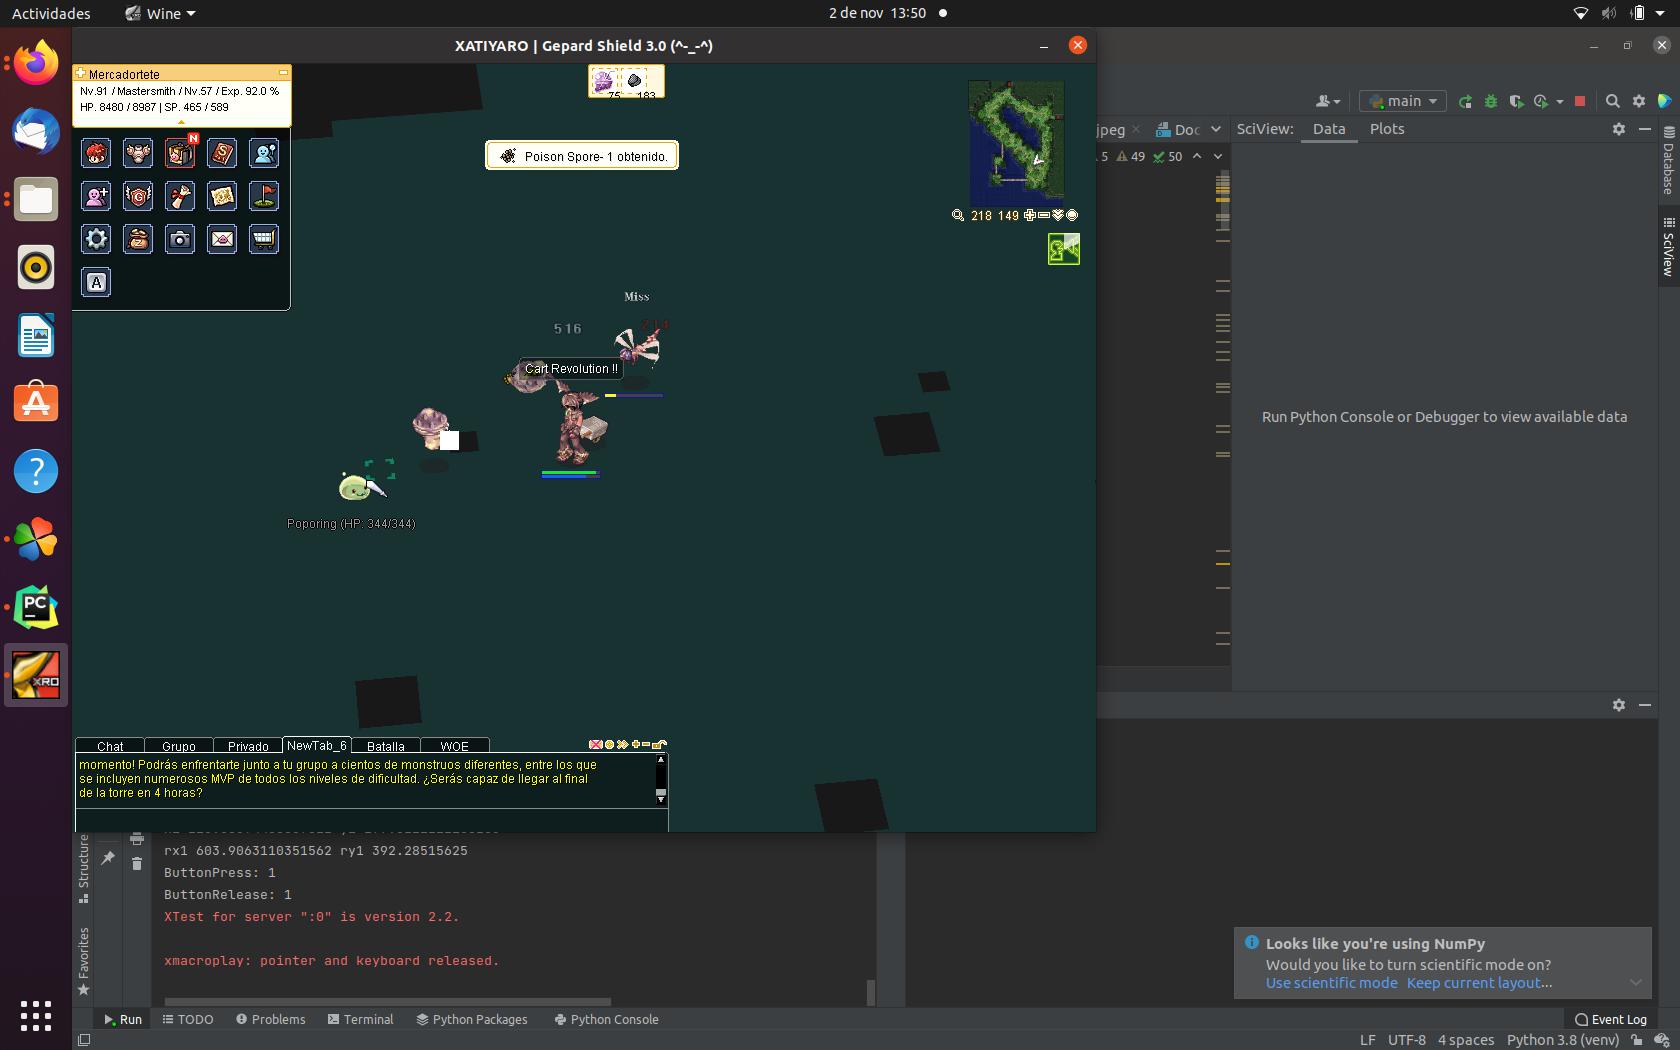 Actividades
Wine
2 de nov 13:50
XATIYARO | Gepard Shield 3.0 (^-_-^)
Mercadortete
Nv.91 / Mastersmith / Nv.57 / Exp. 92.0 %
HP. 8480 / 8987 | SP. 465 / 589
N
A
75
183
Poison Spore- 1 obtenido.
218 149
Miss
516
214
Cart Revolution !!
Poporing (HP: 344/344)
Chat
Grupo
Privado
NewTab_6
Batalla
WOE
momento! Podrás enfrentarte junto a tu grupo a cientos de monstruos diferentes, entre los que
se incluyen numerosos MVP de todos los niveles de dificultad. ¿Serás capaz de llegar al final
de la torre en 4 horas?
main
jpeg
Doc
SciView:
Data
Plots
5
49
50
Database
SciView
Run Python Console or Debugger to view available data
PC
XRO
rx1 603.9063110351562 ry1 392.28515625
ButtonPress: 1
ButtonRelease: 1
XTest for server ":0" is version 2.2.
xmacroplay: pointer and keyboard released.
Structure
Favorites
Looks like you're using NumPy
Would you like to turn scientific mode on?
Use scientific mode Keep current layout...
Run
TODO
Problems
Terminal
Python Packages
Python Console
Event Log
LF UTF-8 4 spaces Python 3.8 (venv)